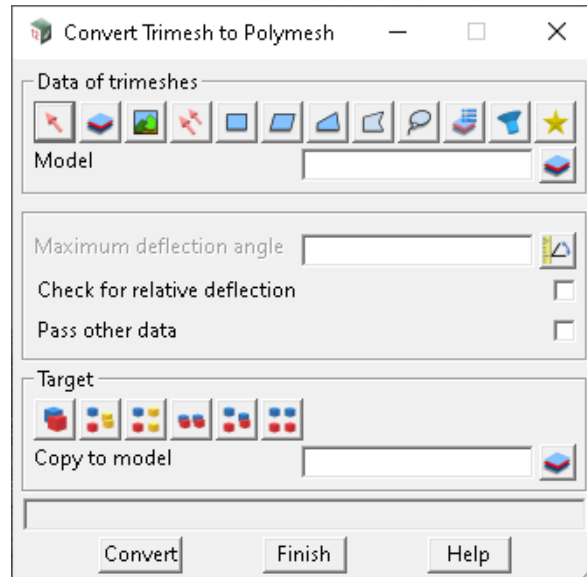 Convert Trimesh to Polymesh
Data of trimeshes
Model
Maximum deflection angle
Check for relative deflection
Pass other data
Target
Copy to model
Convert Finish Help